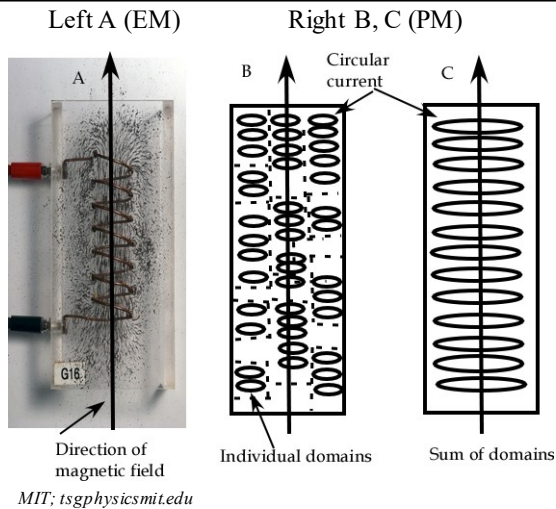 Left A (EM)
Right B, C (PM)
A
B
Circular
current
C
G16
Direction of
magnetic field
Individual domains
Sum of domains
MIT; tsgphysicsmit.edu